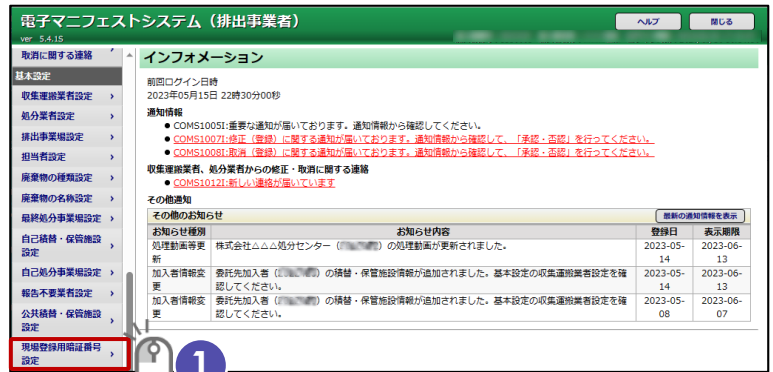 電子マニフェストシステム（排出事業者）
ver 5.4.15
ヘルプ
閉じる
取消に関する連絡
基本設定
収集運搬業者設定
処分業者設定
排出事業場設定
担当者設定
廃棄物の種類設定
廃棄物の名称設定
最終処分事業場設定
自己積替・保管施設
設定
自己処分事業場設定
報告不要業者設定
公共積替・保管施設
設定
現場登録用暗証番号
設定
1
インフォメーション
前回ログイン日時
2023年05月15日 22時30分00秒
通知情報
● COMS1005I:重要な通知が届いております。通知情報から確認してください。
● COMS1007I:修正（登録）に関する通知が届いております。通知情報から確認して、「承認・否認」を行ってください。
● COMS1008I:取消（登録）に関する通知が届いております。通知情報から確認して、「承認・否認」を行ってください。
収集運搬業者、処分業者からの修正・取消に関する連絡
● COMS1012I:新しい連絡が届いています
その他通知
その他のお知らせ
最新の通知情報を表示
お知らせ種別 お知らせ内容 登録日 表示期限
処理動画等更 株式会社△△△処分センター（ ）の処理動画が更新されました。 2023-05- 2023-06-
新 14 13
加入者情報変 委託先加入者（ ）の積替・保管施設情報が追加されました。基本設定の収集運搬業者設定を確 2023-05- 2023-06-
更 認してください。 14 13
加入者情報変 委託先加入者（ ）の積替・保管施設情報が追加されました。基本設定の収集運搬業者設定を確 2023-05- 2023-06-
更 認してください。 08 07